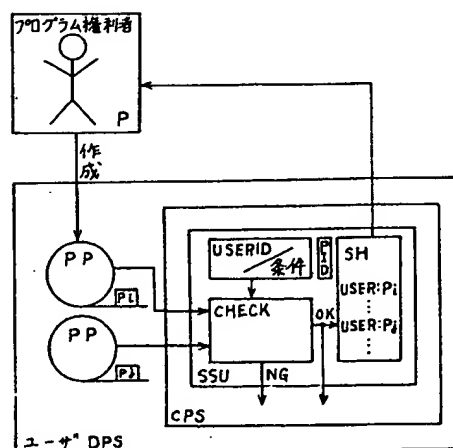 プログラム権利者
P
作
成
PP
Pi
PP
Pj
USERID
条件
PiD
SH
USER:Pi
⋮
USER:Pj
⋮
CHECK
OK
SSU
NG
CPS
ユーザ DPS